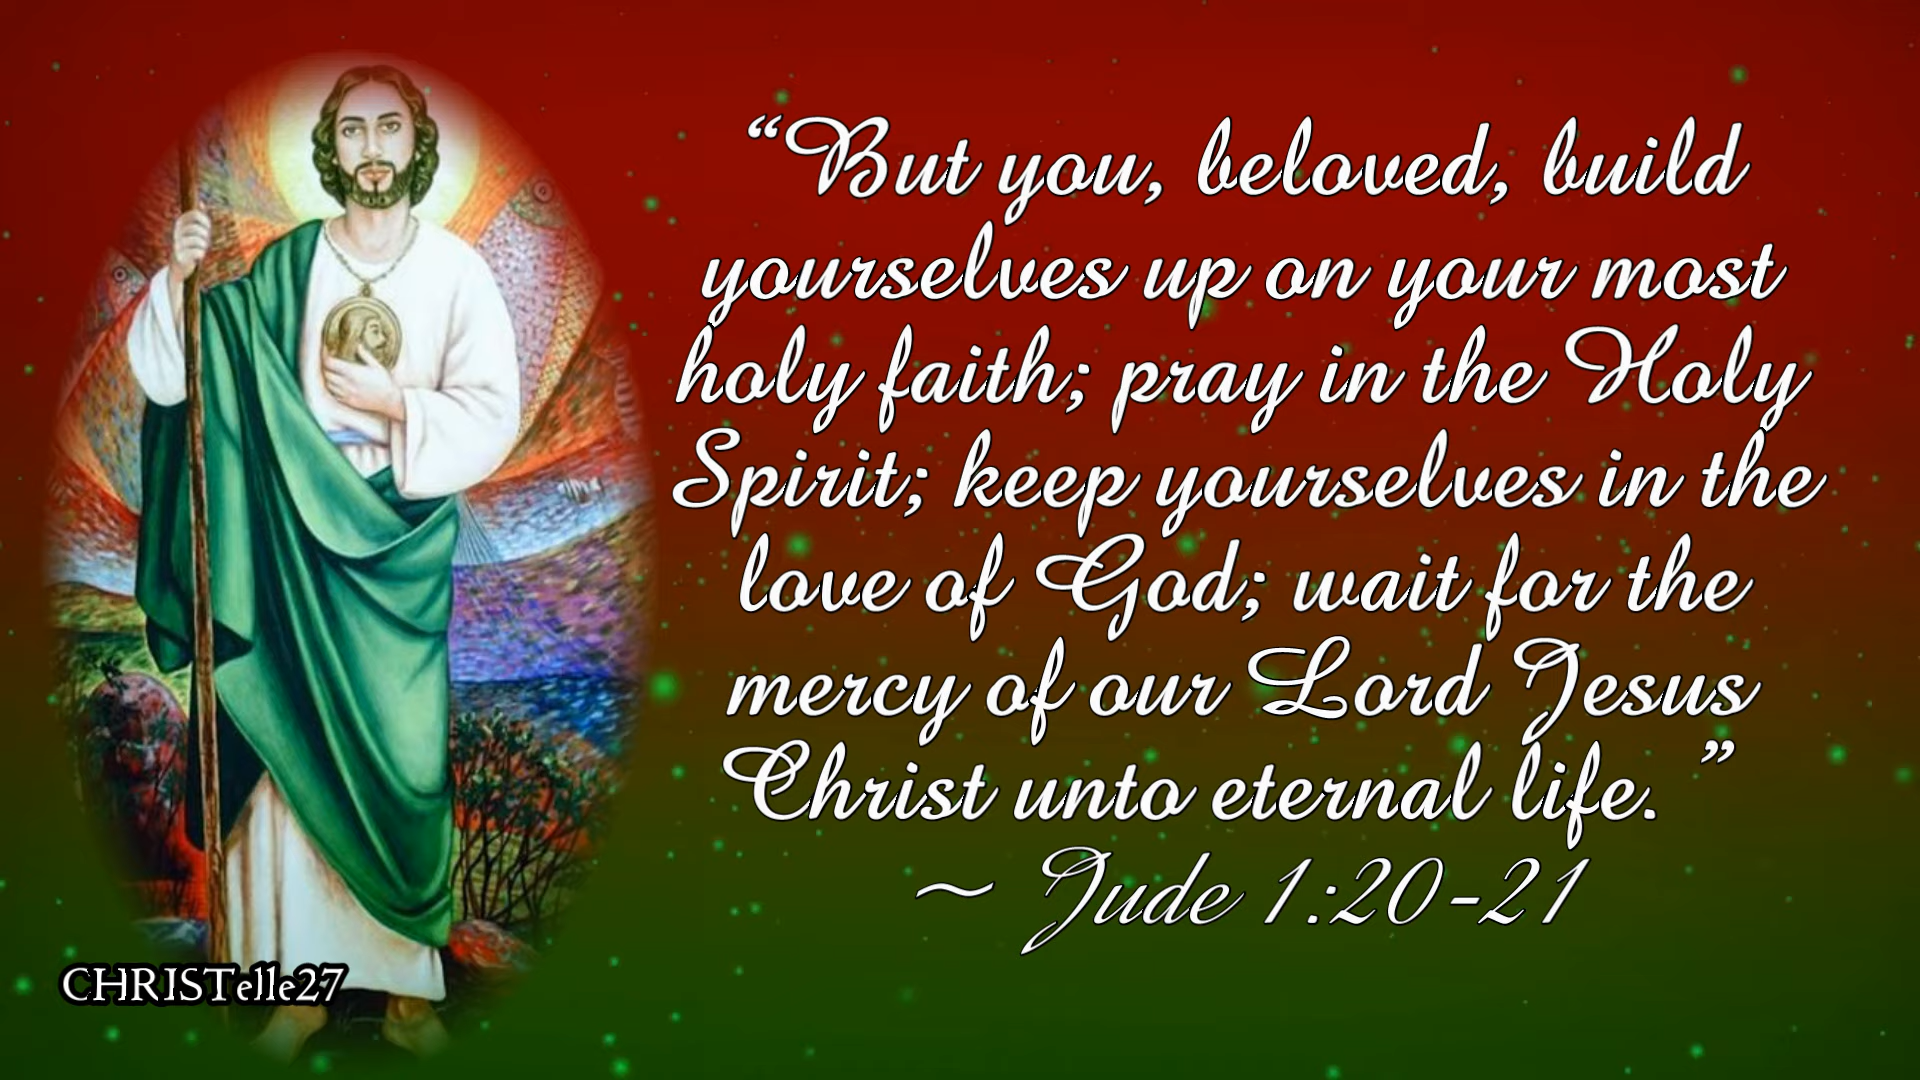 “But you, beloved, build
yourselves up on your most
holy faith; pray in the Holy
Spirit; keep yourselves in the
love of God; wait for the
mercy of our Lord Jesus
Christ unto eternal life. ”
~ Jude 1:20-21
CHRISTelle27